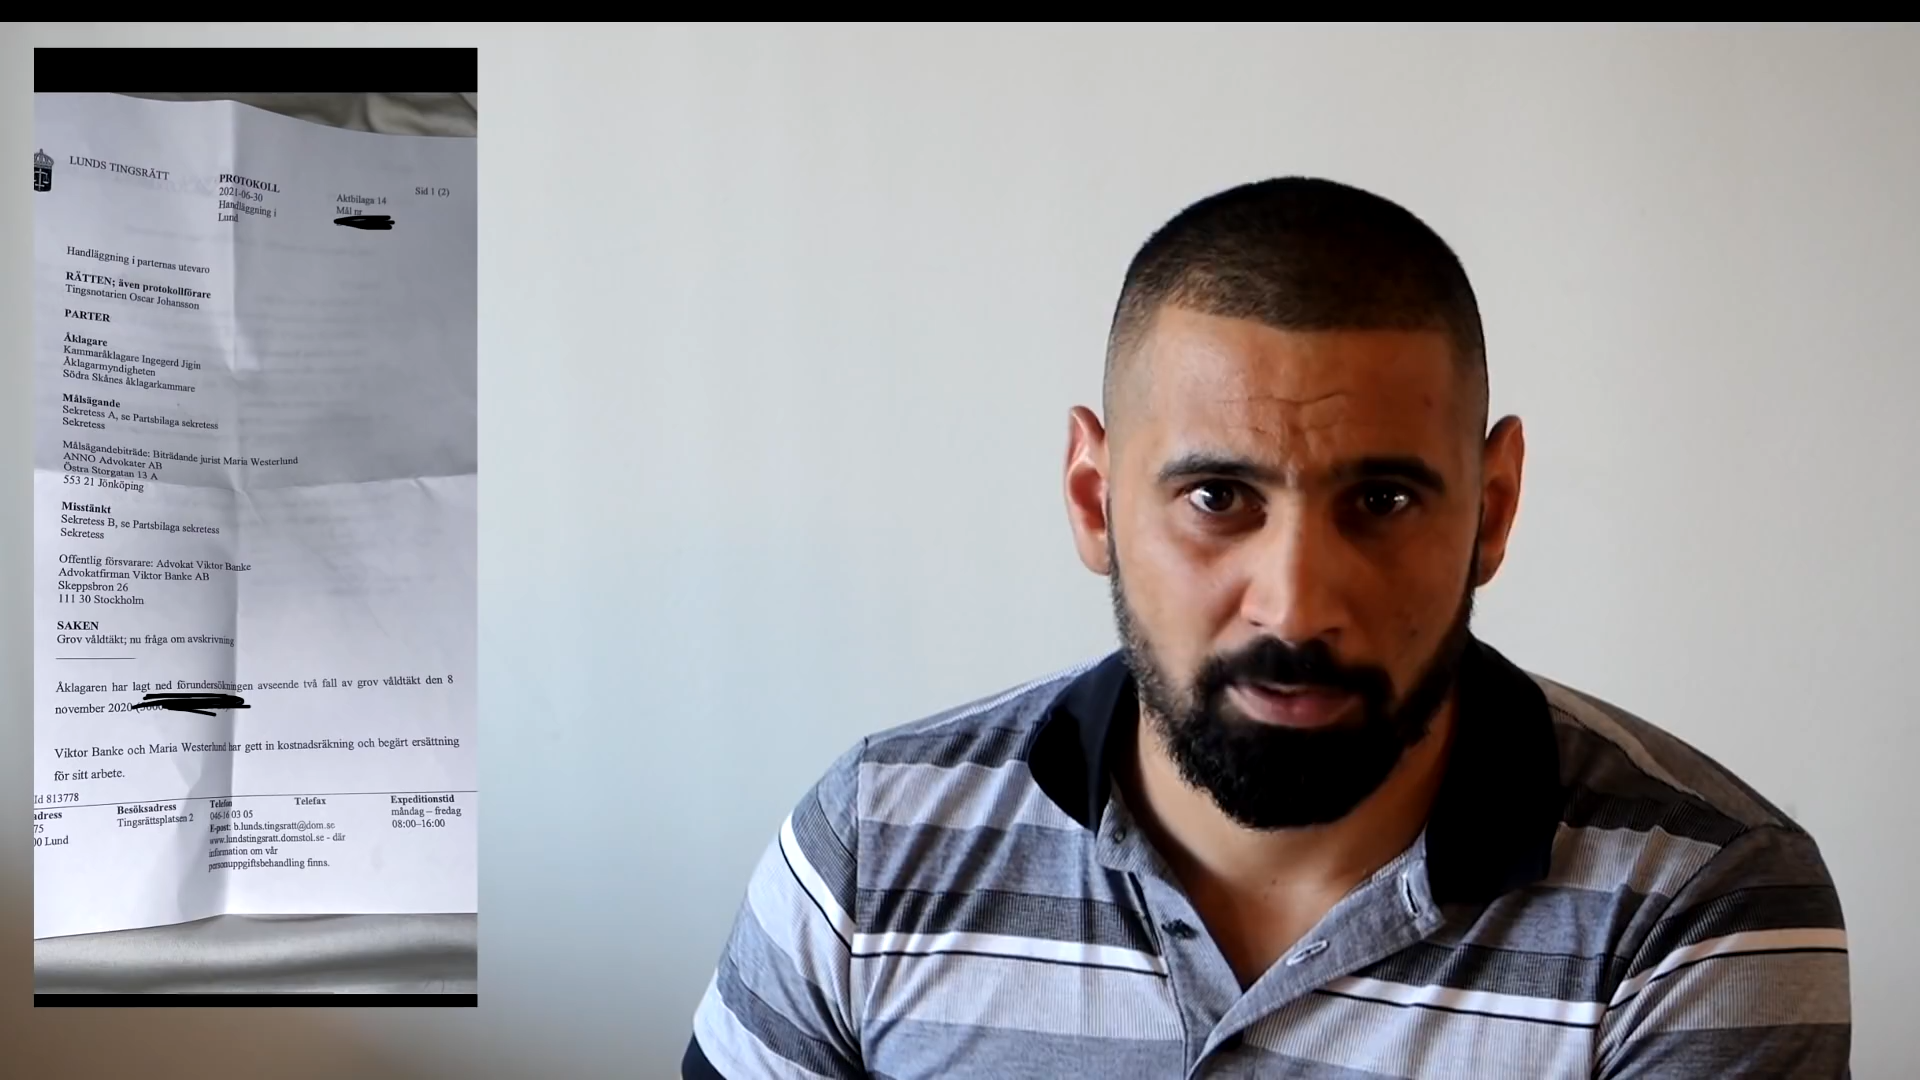 LUNDS TINGSRÄTT
PROTOKOLL
2021-06-30
Handläggning i
Lund
Aktbilaga 14
Mål nr
Sid 1 (2)
Handläggning i parternas utevaro
RÄTTEN; även protokollförare
Tingsnotarien Oscar Johansson
PARTER
Åklagare
Kammaråklagare Ingegerd Jigin
Åklagarmyndigheten
Södra Skånes åklagarkammare
Målsägande
Sekretess A, se Partsbilaga sekretess
Sekretess
Målsägandebiträde: Biträdande jurist Maria Westerlund
ANNO Advokater AB
Östra Storgatan 13 A
553 21 Jönköping
Misstänkt
Sekretess B, se Partsbilaga sekretess
Sekretess
Offentlig försvarare: Advokat Viktor Banke
Advokatfirman Viktor Banke AB
Skeppsbron 26
111 30 Stockholm
SAKEN
Grov våldtäkt; nu fråga om avskrivning
Åklagaren har lagt ned förundersökningen avseende två fall av grov våldtäkt den 8
november 2020
Viktor Banke och Maria Westerlund har gett in kostnadsräkning och begärt ersättning
för sitt arbete.
Id 813778
Besöksadress
Tingsrättsplatsen 2
Telefon
046-16 03 05
E-post: b.lunds.tingsratt@dom.se
www.lundstingsratt.domstol.se - där
information om vår
personuppgiftsbehandling finns.
Telefax
Expeditionstid
måndag – fredag
08:00–16:00
Lund